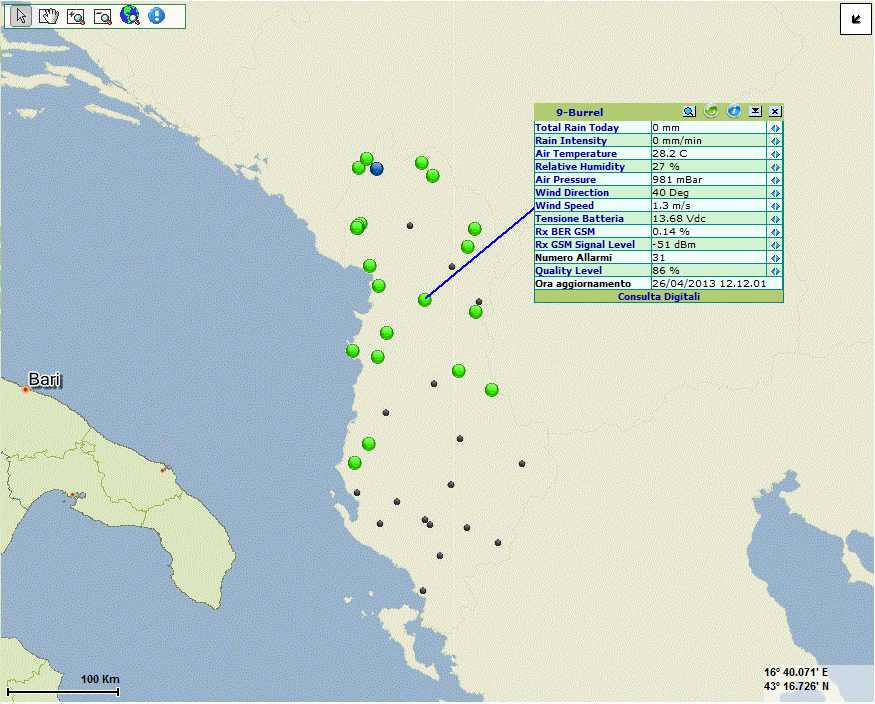 9-Burrel
Total Rain Today 0 mm
Rain Intensity 0 mm/min
Air Temperature 28.2 C
Relative Humidity 27 %
Air Pressure 981 mBar
Wind Direction 40 Deg
Wind Speed 1.3 m/s
Tensione Batteria 13.68 Vdc
Rx BER GSM 0.14 %
Rx GSM Signal Level -51 dBm
Numero Allarmi 31
Quality Level 86 %
Ora aggiornamento 26/04/2013 12.12.01
Consulta Digitali
Bari
100 Km
16° 40.071' E
43° 16.726' N